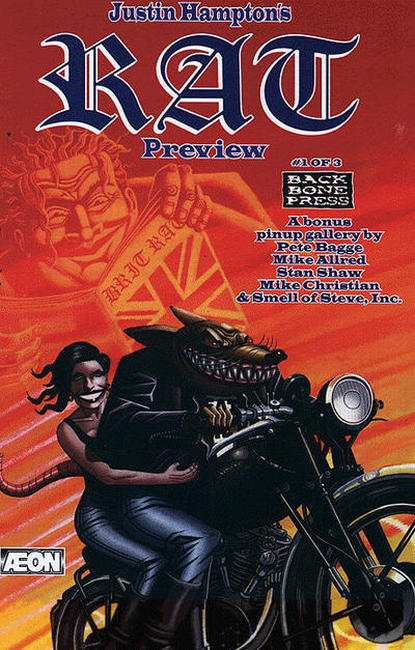 Justin Hampton's
RAT
Preview
#1 OF 3
BACK
BONE
PRESS
A bonus
pinup gallery by
Pete Bagge
Mike Allred
Stan Shaw
Mike Christian
& Smell of Steve, Inc.
BRIT RAT
ÆON